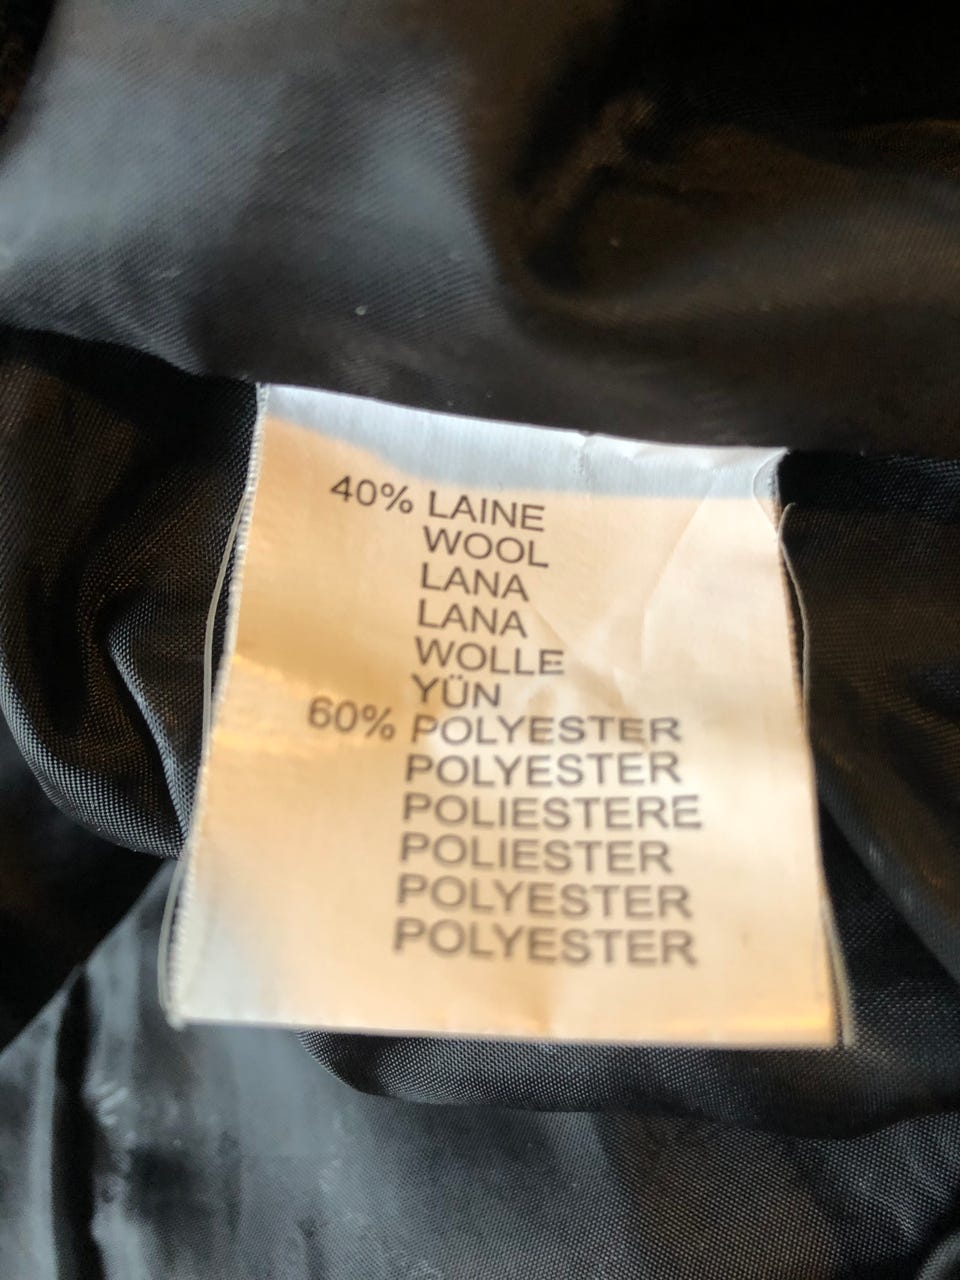 40% LAINE
WOOL
LANA
LANA
WOLLE
YÜN
60% POLYESTER
POLYESTER
POLIESTERE
POLIESTER
POLYESTER
POLYESTER